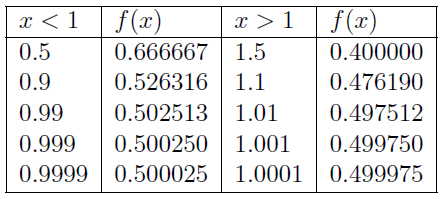 x < 1 f(x) x > 1 f(x)
0.5 0.666667 1.5 0.400000
0.9 0.526316 1.1 0.476190
0.99 0.502513 1.01 0.497512
0.999 0.500250 1.001 0.499750
0.9999 0.500025 1.0001 0.499975